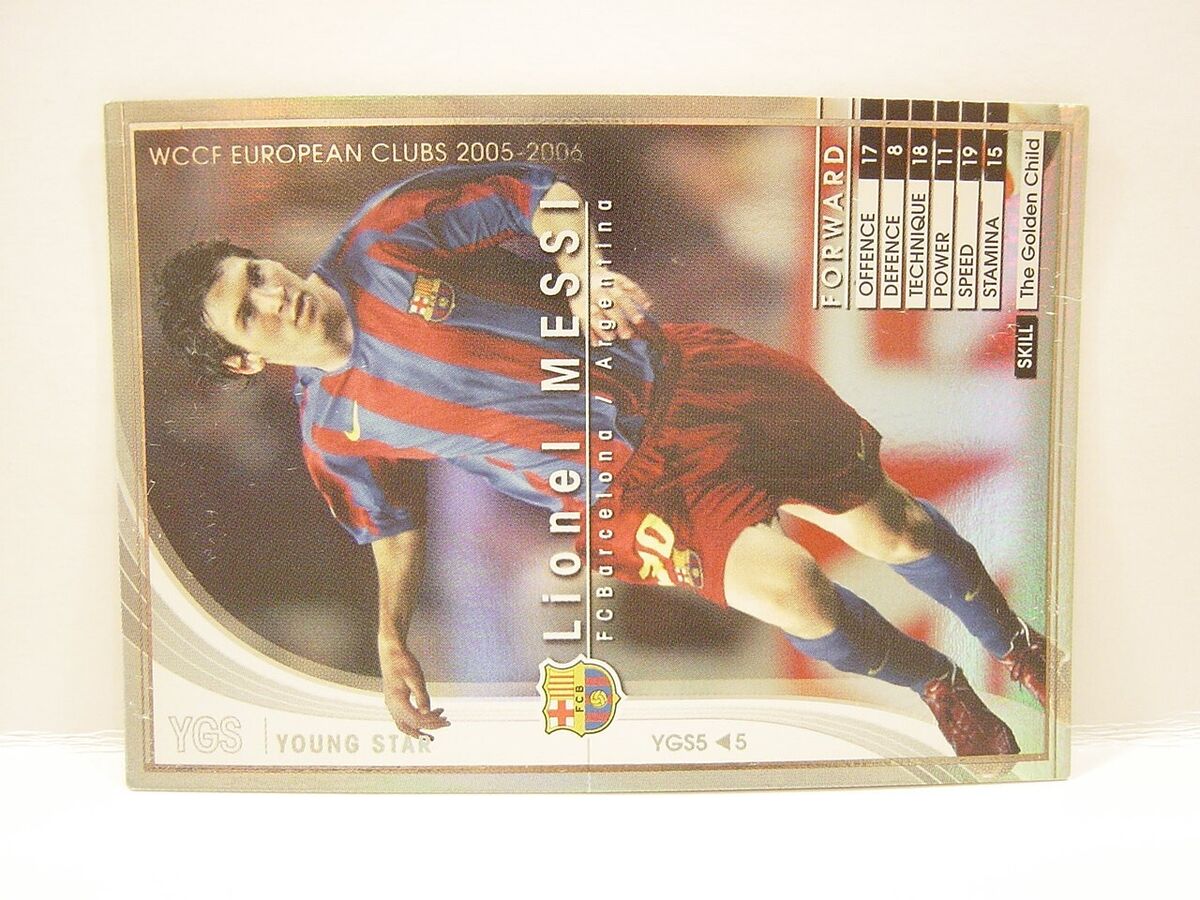 WCCF EUROPEAN CLUBS 2005-2006
Lionel MESSI
FCBarcelona / Argentina
FCB
FORWARD
OFFENCE 17
DEFENCE 8
TECHNIQUE 18
POWER 11
SPEED 19
STAMINA 15
SKILL The Golden Child
30
YGS YOUNG STAR
YGS5 ◀5